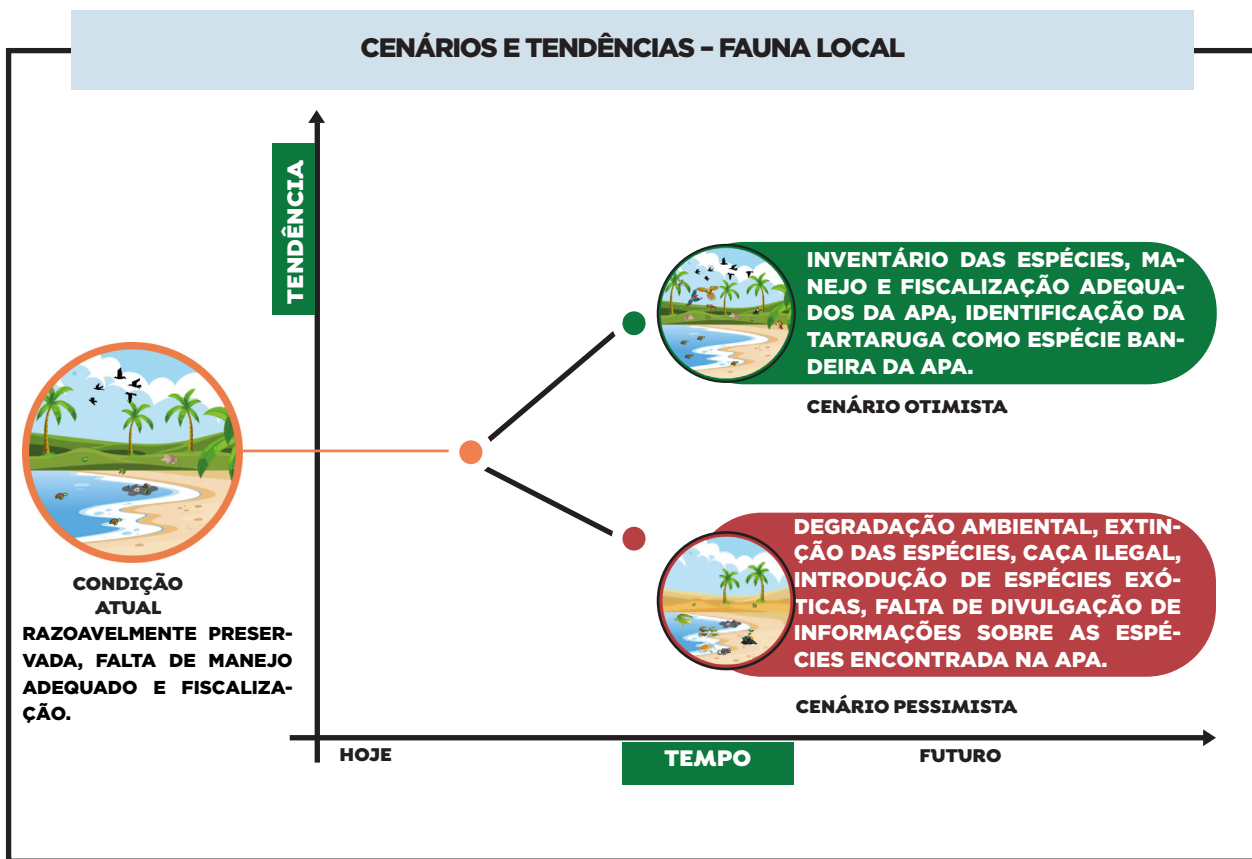 CENÁRIOS E TENDÊNCIAS – FAUNA LOCAL
TENDÊNCIA
INVENTÁRIO DAS ESPÉCIES, MA-
NEJO E FISCALIZAÇÃO ADEQUA-
DOS DA APA, IDENTIFICAÇÃO DA
TARTARUGA COMO ESPÉCIE BAN-
DEIRA DA APA.
CENÁRIO OTIMISTA
CONDIÇÃO
ATUAL
RAZOAVELMENTE PRESER-
VADA, FALTA DE MANEJO
ADEQUADO E FISCALIZA-
ÇÃO.
DEGRADAÇÃO AMBIENTAL, EXTIN-
ÇÃO DAS ESPÉCIES, CAÇA ILEGAL,
INTRODUÇÃO DE ESPÉCIES EXÓ-
TICAS, FALTA DE DIVULGAÇÃO DE
INFORMAÇÕES SOBRE AS ESPÉ-
CIES ENCONTRADA NA APA.
CENÁRIO PESSIMISTA
HOJE
TEMPO
FUTURO